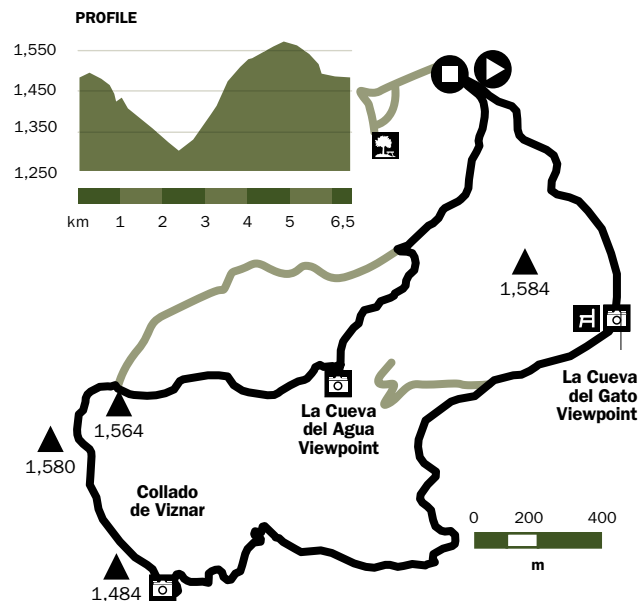 PROFILE
1,550
1,450
1,350
1,250
km 1 2 3 4 5 6,5
1,584
La Cueva
del Gato
Viewpoint
La Cueva
del Agua
Viewpoint
1,564
1,580
Collado
de Viznar
1,484
0 200 400
m